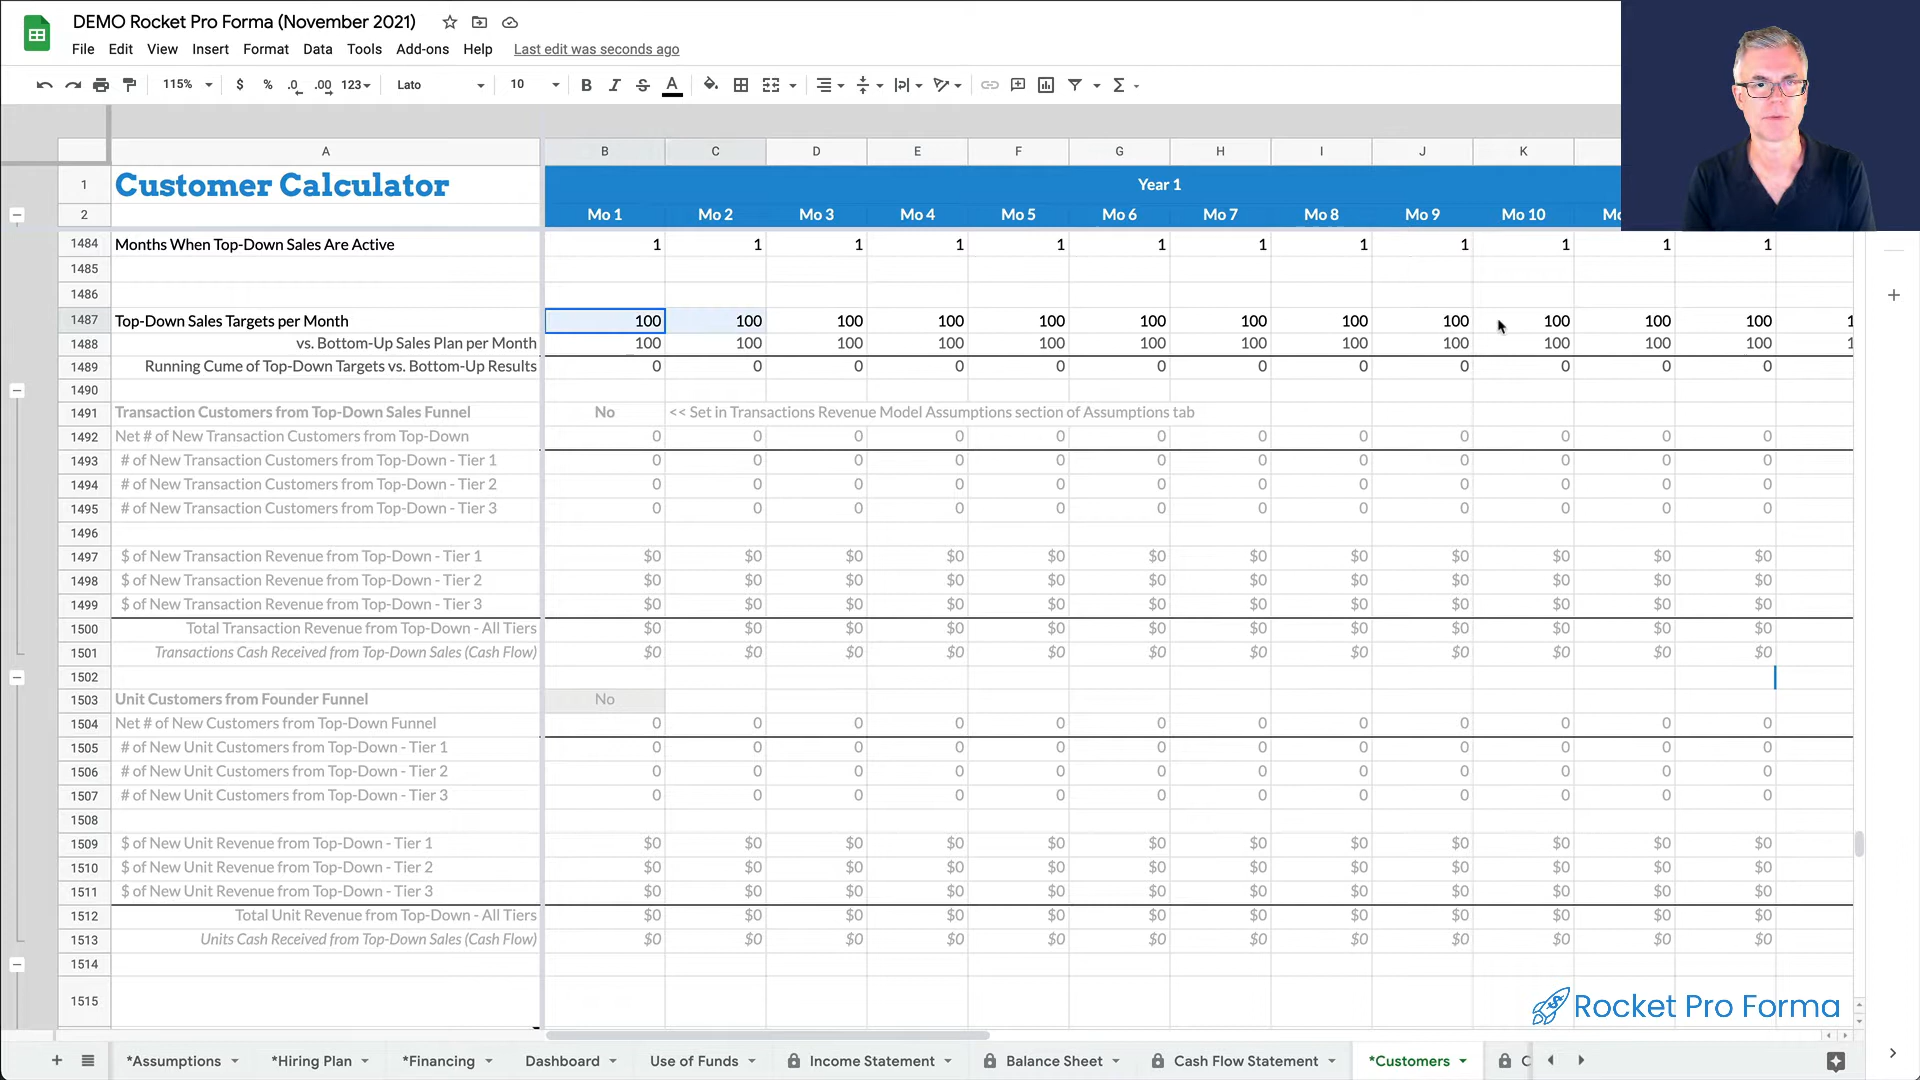 DEMO Rocket Pro Forma (November 2021)
File Edit View Insert Format Data Tools Add-ons Help Last edit was seconds ago
115% $ % .0 .00 123 Lato 10 B I S A Σ
A B C D E F G H I J K
1 Customer Calculator Year 1
2 Mo 1 Mo 2 Mo 3 Mo 4 Mo 5 Mo 6 Mo 7 Mo 8 Mo 9 Mo 10 Mo
1484 Months When Top-Down Sales Are Active 1 1 1 1 1 1 1 1 1 1 1 1
1485
1486
1487 Top-Down Sales Targets per Month 100 100 100 100 100 100 100 100 100 100 100 100 1
1488 vs. Bottom-Up Sales Plan per Month 100 100 100 100 100 100 100 100 100 100 100 100 1
1489 Running Cume of Top-Down Targets vs. Bottom-Up Results 0 0 0 0 0 0 0 0 0 0 0 0
1490
1491 Transaction Customers from Top-Down Sales Funnel No << Set in Transactions Revenue Model Assumptions section of Assumptions tab
1492 Net # of New Transaction Customers from Top-Down 0 0 0 0 0 0 0 0 0 0 0 0
1493 # of New Transaction Customers from Top-Down - Tier 1 0 0 0 0 0 0 0 0 0 0 0 0
1494 # of New Transaction Customers from Top-Down - Tier 2 0 0 0 0 0 0 0 0 0 0 0 0
1495 # of New Transaction Customers from Top-Down - Tier 3 0 0 0 0 0 0 0 0 0 0 0 0
1496
1497 $ of New Transaction Revenue from Top-Down - Tier 1 $0 $0 $0 $0 $0 $0 $0 $0 $0 $0 $0 $0
1498 $ of New Transaction Revenue from Top-Down - Tier 2 $0 $0 $0 $0 $0 $0 $0 $0 $0 $0 $0 $0
1499 $ of New Transaction Revenue from Top-Down - Tier 3 $0 $0 $0 $0 $0 $0 $0 $0 $0 $0 $0 $0
1500 Total Transaction Revenue from Top-Down - All Tiers $0 $0 $0 $0 $0 $0 $0 $0 $0 $0 $0 $0
1501 Transactions Cash Received from Top-Down Sales (Cash Flow) $0 $0 $0 $0 $0 $0 $0 $0 $0 $0 $0 $0
1502
1503 Unit Customers from Founder Funnel No
1504 Net # of New Customers from Top-Down Funnel 0 0 0 0 0 0 0 0 0 0 0 0
1505 # of New Unit Customers from Top-Down - Tier 1 0 0 0 0 0 0 0 0 0 0 0 0
1506 # of New Unit Customers from Top-Down - Tier 2 0 0 0 0 0 0 0 0 0 0 0 0
1507 # of New Unit Customers from Top-Down - Tier 3 0 0 0 0 0 0 0 0 0 0 0 0
1508
1509 $ of New Unit Revenue from Top-Down - Tier 1 $0 $0 $0 $0 $0 $0 $0 $0 $0 $0 $0 $0
1510 $ of New Unit Revenue from Top-Down - Tier 2 $0 $0 $0 $0 $0 $0 $0 $0 $0 $0 $0 $0
1511 $ of New Unit Revenue from Top-Down - Tier 3 $0 $0 $0 $0 $0 $0 $0 $0 $0 $0 $0 $0
1512 Total Unit Revenue from Top-Down - All Tiers $0 $0 $0 $0 $0 $0 $0 $0 $0 $0 $0 $0
1513 Units Cash Received from Top-Down Sales (Cash Flow) $0 $0 $0 $0 $0 $0 $0 $0 $0 $0 $0 $0
1514
1515
Rocket Pro Forma
*Assumptions *Hiring Plan *Financing Dashboard Use of Funds Income Statement Balance Sheet Cash Flow Statement *Customers C